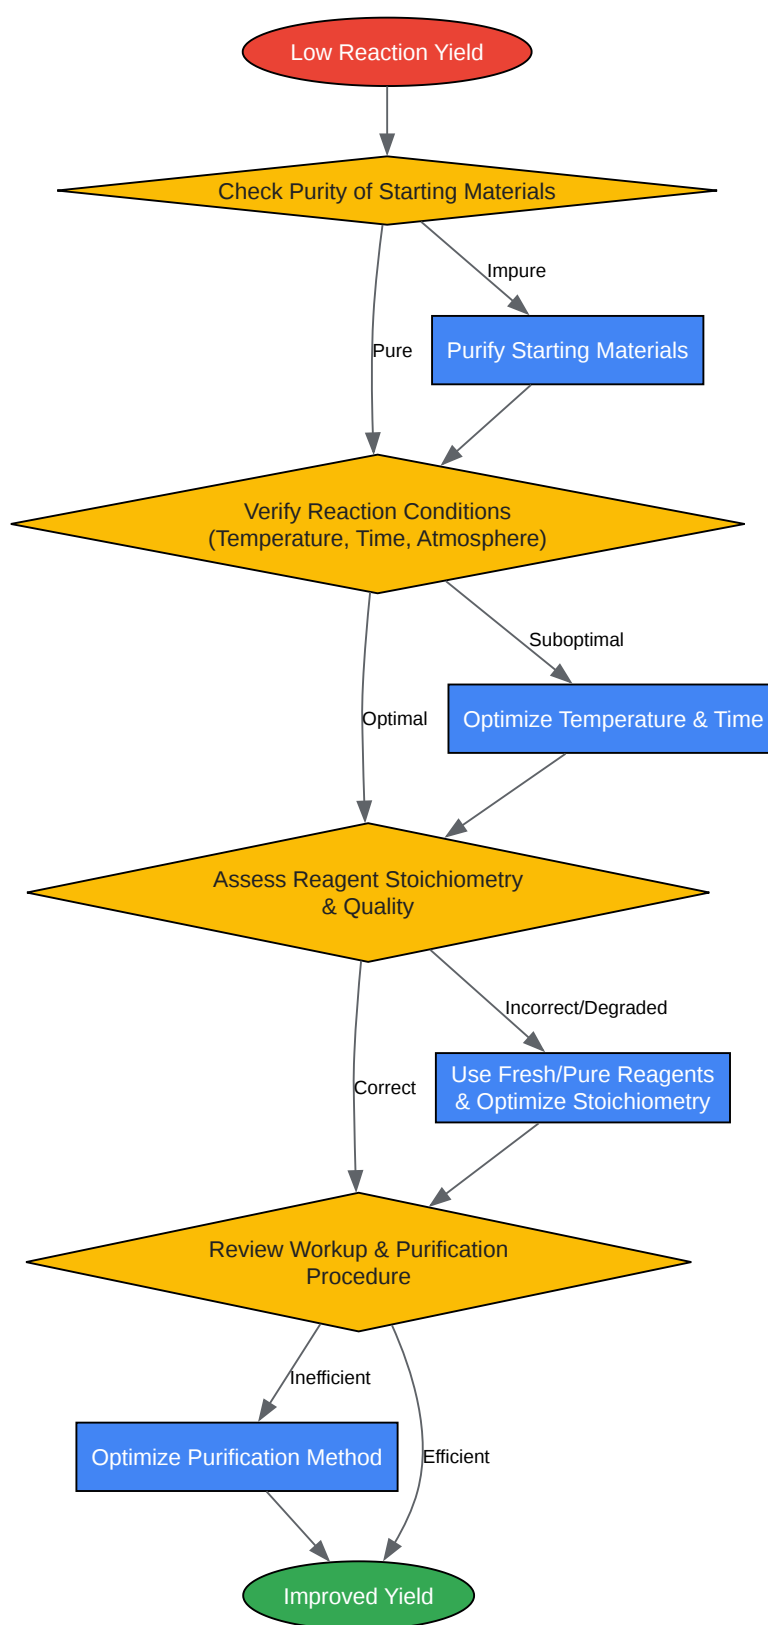 Low Reaction Yield
Check Purity of Starting Materials
Impure
Pure
Purify Starting Materials
Verify Reaction Conditions
(Temperature, Time, Atmosphere)
Suboptimal
Optimal
Optimize Temperature & Time
Assess Reagent Stoichiometry
& Quality
Incorrect/Degraded
Correct
Use Fresh/Pure Reagents
& Optimize Stoichiometry
Review Workup & Purification
Procedure
Inefficient
Optimize Purification Method
Efficient
Improved Yield